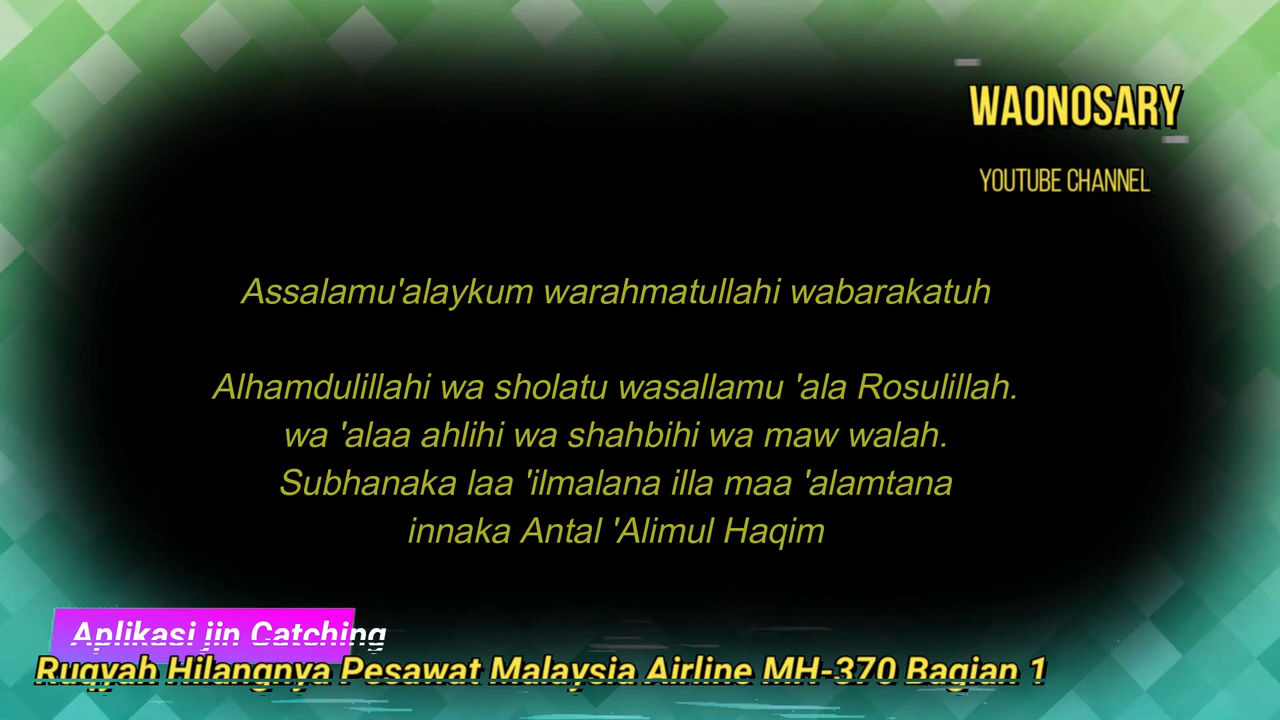 WAONOSARY
YOUTUBE CHANNEL
Assalamu'alaykum warahmatullahi wabarakatuh
Alhamdulillahi wa sholatu wasallamu 'ala Rosulillah.
wa 'alaa ahlihi wa shahbihi wa maw walah.
Subhanaka laa 'ilmalana illa maa 'alamtana
innaka Antal 'Alimul Haqim
Aplikasi jin Catching
Ruqyah Hilangnya Pesawat Malaysia Airline MH-370 Bagian 1